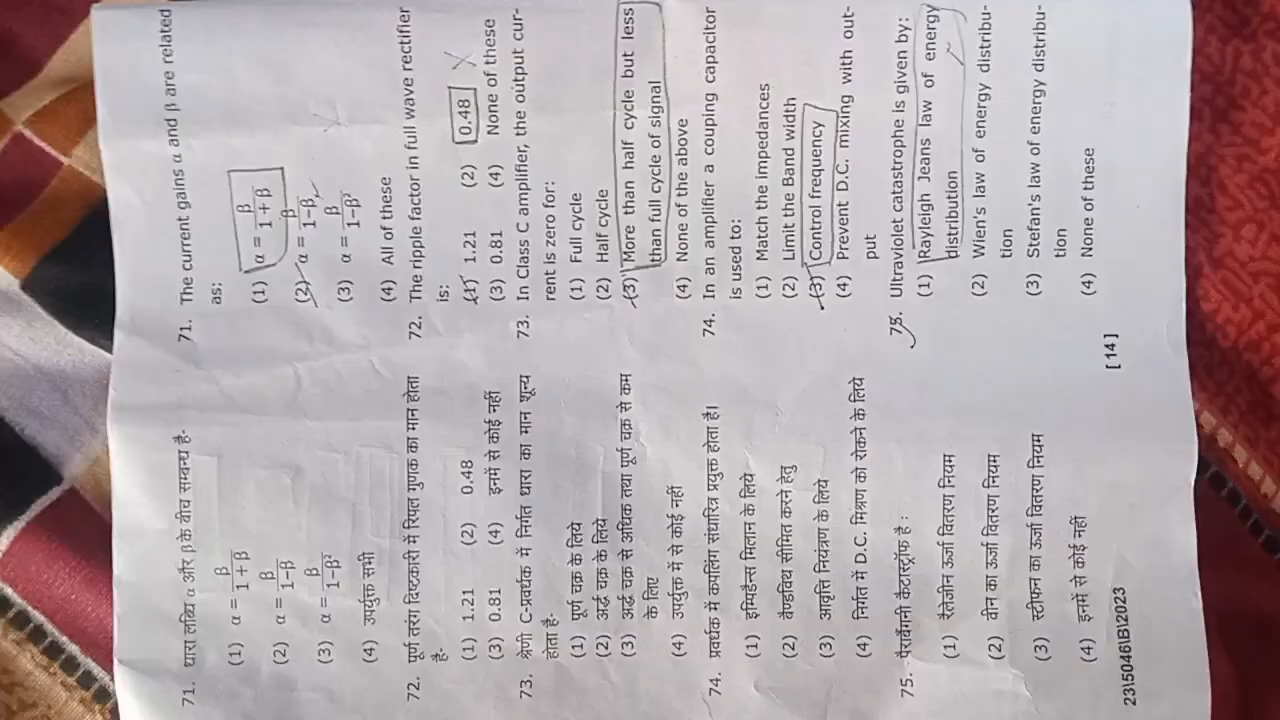 71. धारा लब्धि α और β के बीच सम्बन्ध है-
(1) α = β/1+β
(2) α = β/1-β
(3) α = β/1-β²
(4) उपर्युक्त सभी
72. पूर्ण तरंग दिष्टकारी में रिपल गुणक का मान होता
है-
(1) 1.21 (2) 0.48
(3) 0.81 (4) इनमें से कोई नहीं
73. श्रेणी C-प्रवर्धक में निर्गत धारा का मान शून्य
होता है-
(1) पूर्ण चक्र के लिये
(2) अर्द्ध चक्र के लिये
(3) अर्द्ध चक्र से अधिक तथा पूर्ण चक्र से कम
के लिए
(4) उपर्युक्त में से कोई नहीं
74. प्रवर्धक में कपलिंग संधारित्र प्रयुक्त होता है।
(1) इम्पिडैन्स मिलान के लिये
(2) बैण्डविथ सीमित करने हेतु
(3) आवृत्ति नियंत्रण के लिये
(4) निर्गत में D.C. मिश्रण को रोकने के लिये
75. पैराबैंगनी कैटास्ट्रॉफ है :
(1) रैलेजीन ऊर्जा वितरण नियम
(2) वीन का ऊर्जा वितरण नियम
(3) स्टीफन का ऊर्जा वितरण नियम
(4) इनमें से कोई नहीं
23\5046\B\2023
71. The current gains α and β are related
as:
(1) α = β/1+β
(2) α = β/1-β
(3) α = β/1-β²
(4) All of these
72. The ripple factor in full wave rectifier
is:
(1) 1.21 (2) 0.48
(3) 0.81 (4) None of these
73. In Class C amplifier, the output cur-
rent is zero for:
(1) Full cycle
(2) Half cycle
(3) More than half cycle but less
than full cycle of signal
(4) None of the above
74. In an amplifier a couping capacitor
is used to:
(1) Match the impedances
(2) Limit the Band width
(3) Control frequency
(4) Prevent D.C. mixing with out-
put
75. Ultraviolet catastrophe is given by:
(1) Rayleigh Jeans law of energy
distribution
(2) Wien's law of energy distribu-
tion
(3) Stefan's law of energy distribu-
tion
(4) None of these
[14]